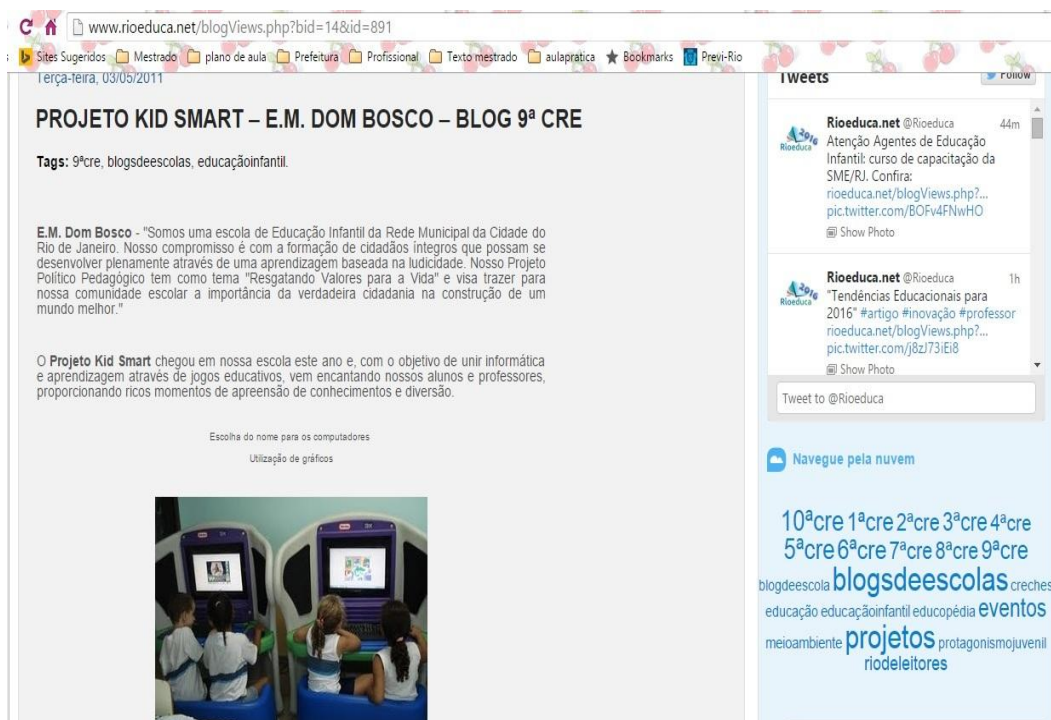 www.rioeduca.net/blogViews.php?bid=14&id=891
Sites Sugeridos Mestrado plano de aula Prefeitura Profissional Texto mestrado aulapratica Bookmarks Previ-Rio
Terça-feira, 03/05/2011
PROJETO KID SMART – E.M. DOM BOSCO – BLOG 9ª CRE
Tags: 9ªcre, blogsdeescolas, educaçãoinfantil.
E.M. Dom Bosco - "Somos uma escola de Educação Infantil da Rede Municipal da Cidade do
Rio de Janeiro. Nosso compromisso é com a formação de cidadãos íntegros que possam se
desenvolver plenamente através de uma aprendizagem baseada na ludicidade. Nosso Projeto
Político Pedagógico tem como tema "Resgatando Valores para a Vida" e visa trazer para
nossa comunidade escolar a importância da verdadeira cidadania na construção de um
mundo melhor."
O Projeto Kid Smart chegou em nossa escola este ano e, com o objetivo de unir informática
e aprendizagem através de jogos educativos, vem encantando nossos alunos e professores,
proporcionando ricos momentos de apreensão de conhecimentos e diversão.
Escolha do nome para os computadores
Utilização de gráficos
Tweets
Follow
Rioeduca.net @Rioeduca 44m
2016
Rioeduca
Atenção Agentes de Educação
Infantil: curso de capacitação da
SME/RJ. Confira:
rioeduca.net/blogViews.php?...
pic.twitter.com/BOFv4FNwHO
Show Photo
Rioeduca.net @Rioeduca 1h
2016
Rioeduca
"Tendências Educacionais para
2016" #artigo #inovação #professor
rioeduca.net/blogViews.php?...
pic.twitter.com/j8zJ73iEi8
Show Photo
Tweet to @Rioeduca
Navegue pela nuvem
10ªcre 1ªcre 2ªcre 3ªcre 4ªcre
5ªcre 6ªcre 7ªcre 8ªcre 9ªcre
blogdeescola blogsdeescolas creches
educação educaçãoinfantil educopédia eventos
meioambiente projetos protagonismojuvenil
riodeleitores